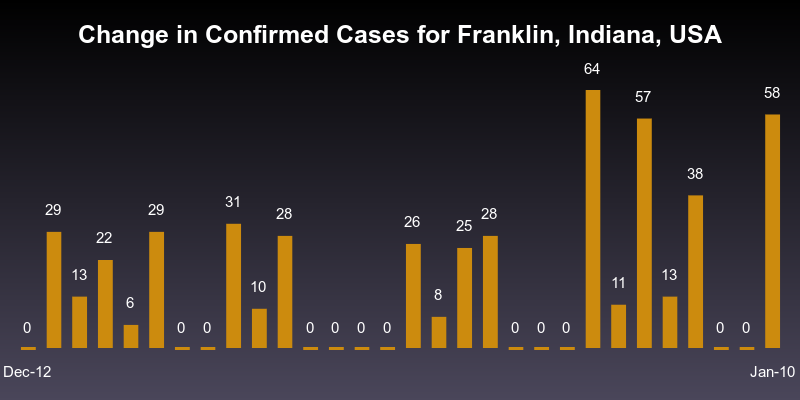 Change in Confirmed Cases for Franklin, Indiana, USA
0 29 13 22 6 29 0 0 31 10 28 0 0 0 0 26 8 25 28 0 0 0 64 11 57 13 38 0 0 58
Dec-12 Jan-10